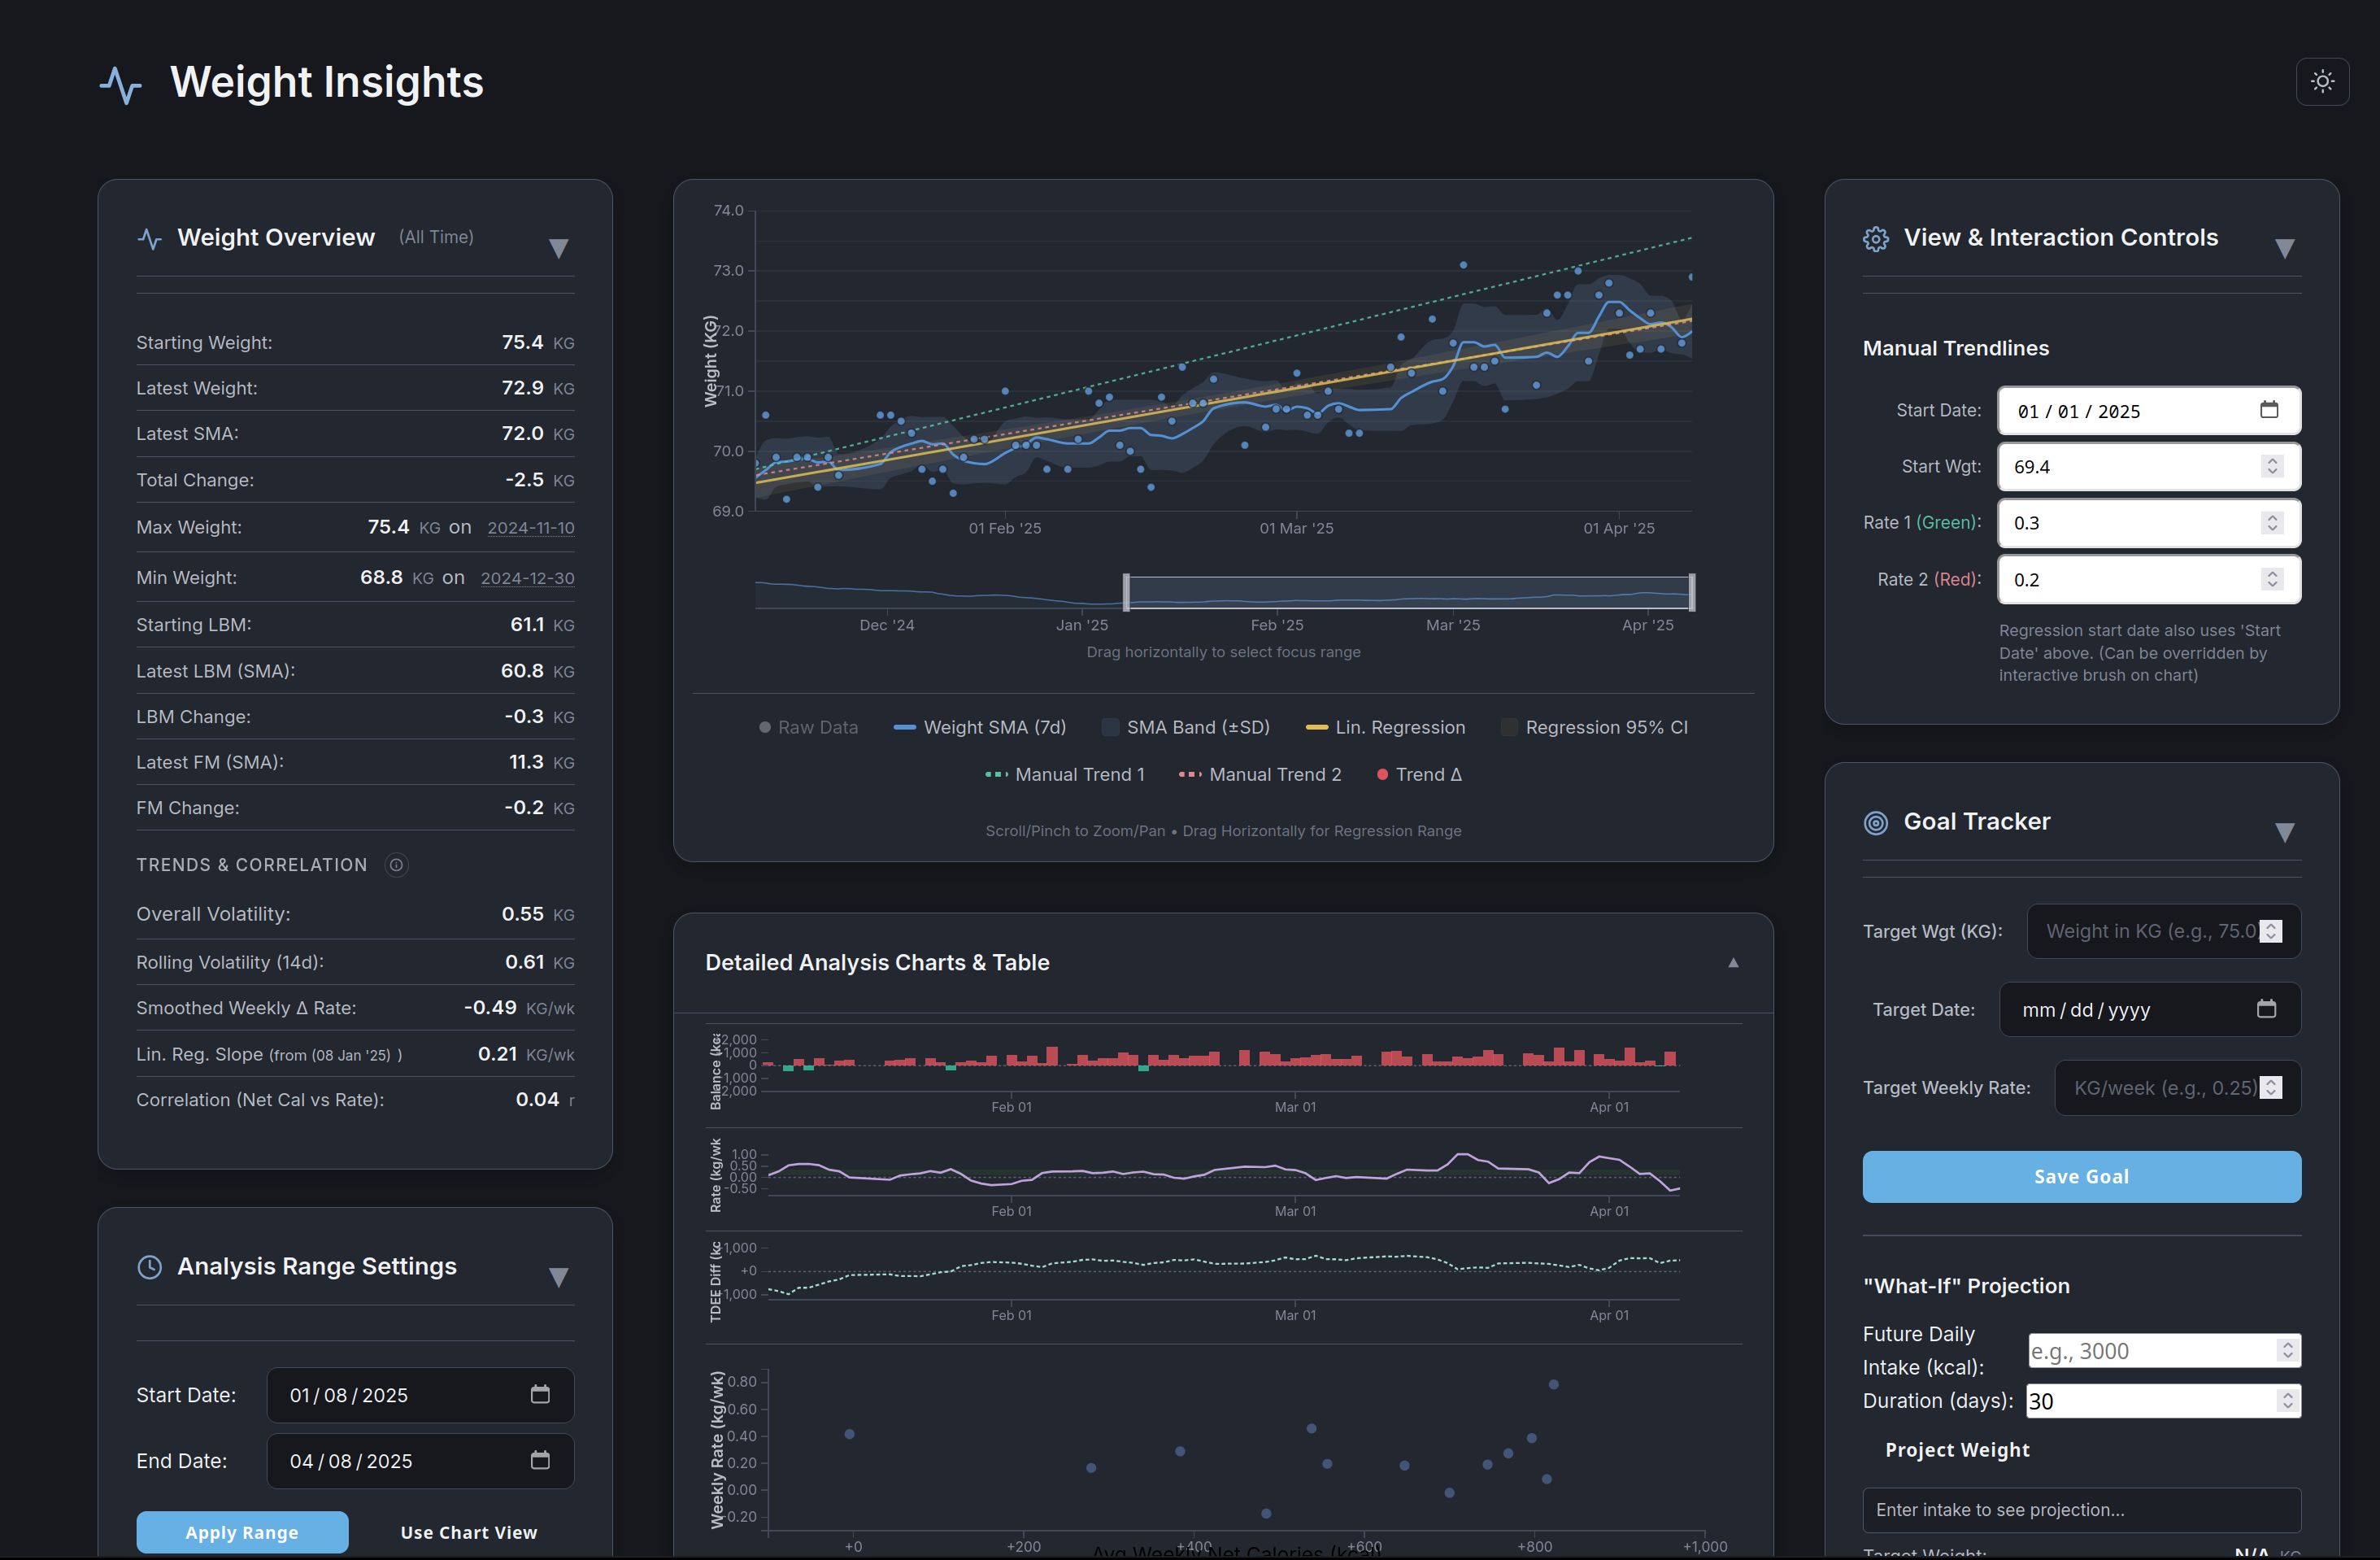 Weight Insights
Weight Overview (All Time) ▼
Starting Weight: 75.4 KG
Latest Weight: 72.9 KG
Latest SMA: 72.0 KG
Total Change: -2.5 KG
Max Weight: 75.4 KG on 2024-11-10
Min Weight: 68.8 KG on 2024-12-30
Starting LBM: 61.1 KG
Latest LBM (SMA): 60.8 KG
LBM Change: -0.3 KG
Latest FM (SMA): 11.3 KG
FM Change: -0.2 KG
TRENDS & CORRELATION
Overall Volatility: 0.55 KG
Rolling Volatility (14d): 0.61 KG
Smoothed Weekly Δ Rate: -0.49 KG/wk
Lin. Reg. Slope (from (08 Jan '25) ) 0.21 KG/wk
Correlation (Net Cal vs Rate): 0.04 r
Analysis Range Settings ▼
Start Date: 01/08/2025
End Date: 04/08/2025
Apply Range Use Chart View
74.0
73.0
72.0
71.0
70.0
69.0
Weight (KG)
01 Feb '25 01 Mar '25 01 Apr '25
Dec '24 Jan '25 Feb '25 Mar '25 Apr '25
Drag horizontally to select focus range
Raw Data Weight SMA (7d) SMA Band (±SD) Lin. Regression Regression 95% CI
Manual Trend 1 Manual Trend 2 Trend Δ
Scroll/Pinch to Zoom/Pan • Drag Horizontally for Regression Range
Detailed Analysis Charts & Table ▲
Balance (kc
2,000
1,000
0
1,000
2,000
Feb 01 Mar 01 Apr 01
Rate (kg/wk
1.00
0.50
0.00
-0.50
Feb 01 Mar 01 Apr 01
TDEE Diff (kc
+1,000
+0
1,000
Feb 01 Mar 01 Apr 01
Weekly Rate (kg/wk)
0.80
0.60
0.40
0.20
0.00
-0.20
+0 +200 +400 +600 +800 +1,000
Avg Weekly Net Calories (kcal)
View & Interaction Controls ▼
Manual Trendlines
Start Date: 01/01/2025
Start Wgt: 69.4
Rate 1 (Green): 0.3
Rate 2 (Red): 0.2
Regression start date also uses 'Start
Date' above. (Can be overridden by
interactive brush on chart)
Goal Tracker ▼
Target Wgt (KG): Weight in KG (e.g., 75.0
Target Date: mm/dd/yyyy
Target Weekly Rate: KG/week (e.g., 0.25)
Save Goal
"What-If" Projection
Future Daily
Intake (kcal): e.g., 3000
Duration (days): 30
Project Weight
Enter intake to see projection...
Target Weight: N/A KG